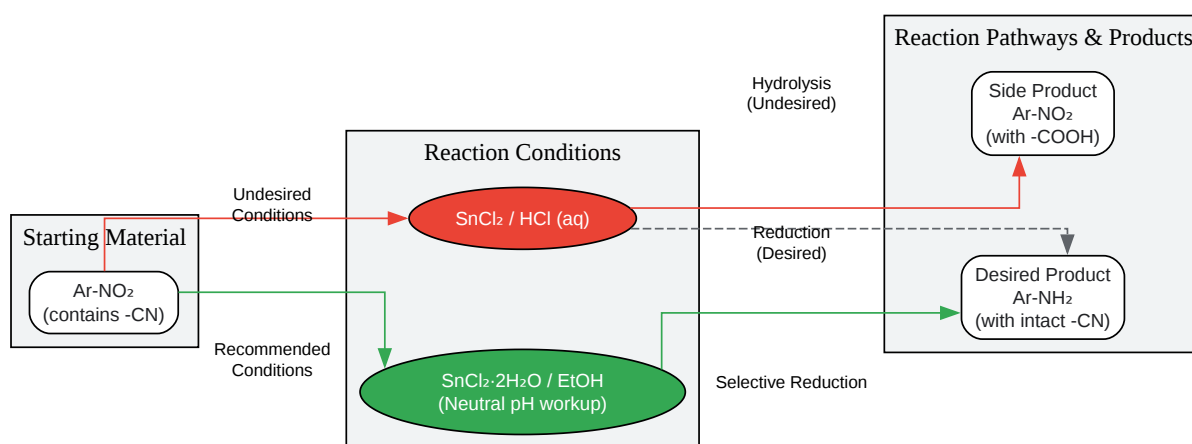 Reaction Pathways & Products
Hydrolysis
(Undesired)
Side Product
Ar-NO₂
(with -COOH)
Reaction Conditions
Undesired
Conditions
SnCl₂ / HCl (aq)
Starting Material
Reduction
(Desired)
Ar-NO₂
(contains -CN)
Desired Product
Ar-NH₂
(with intact -CN)
Recommended
Conditions
SnCl₂·2H₂O / EtOH
(Neutral pH workup)
Selective Reduction